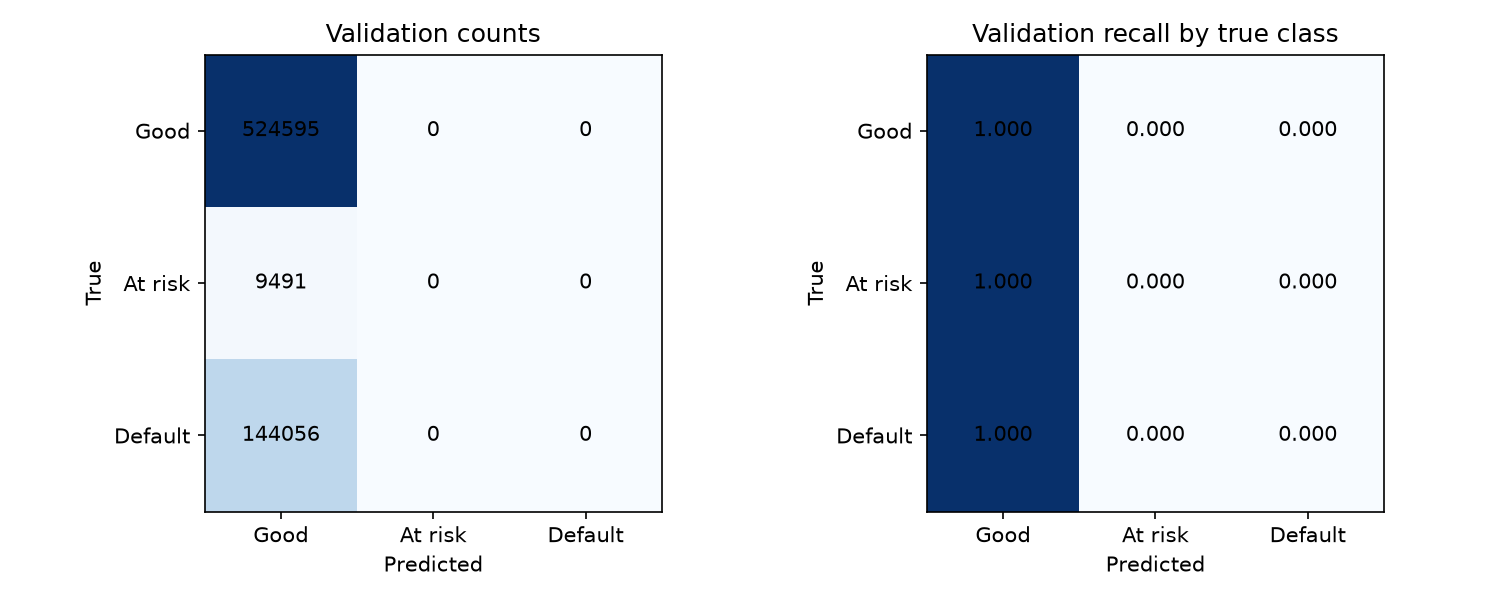 Validation counts
Good 524595 0 0
At risk 9491 0 0
Default 144056 0 0
True
Good At risk Default
Predicted
Validation recall by true class
Good 1.000 0.000 0.000
At risk 1.000 0.000 0.000
Default 1.000 0.000 0.000
True
Good At risk Default
Predicted